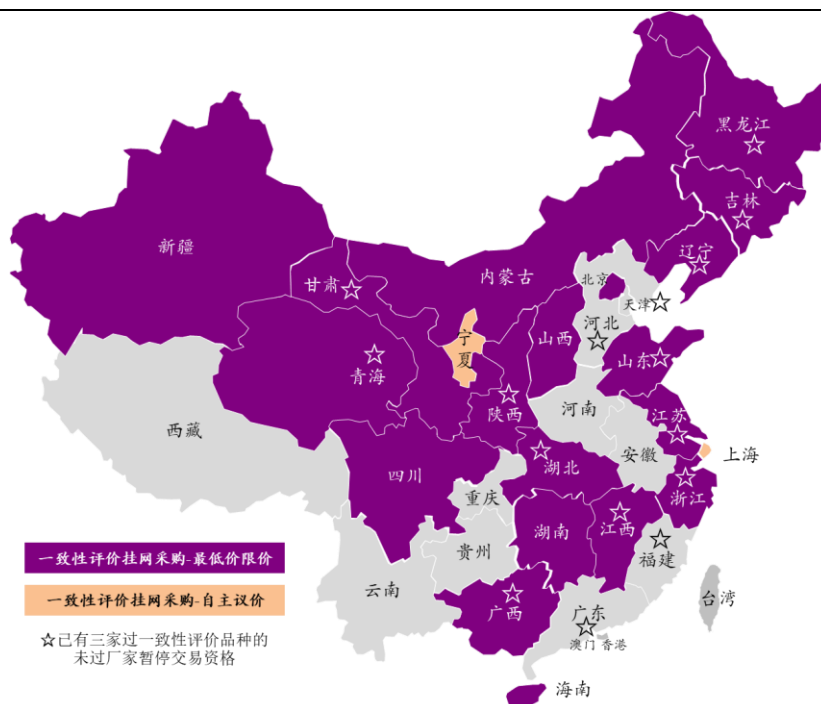 黑龙江
吉林
辽宁
新疆
甘肃
内蒙古
北京
天津
河北
宁夏
山西
山东
青海
陕西
河南
江苏
西藏
安徽
上海
四川
湖北
浙江
重庆
湖南
江西
贵州
福建
云南
广西
广东
台湾
澳门 香港
海南
一致性评价挂网采购-最低价限价
一致性评价挂网采购-自主议价
☆已有三家过一致性评价品种的
未过厂家暂停交易资格